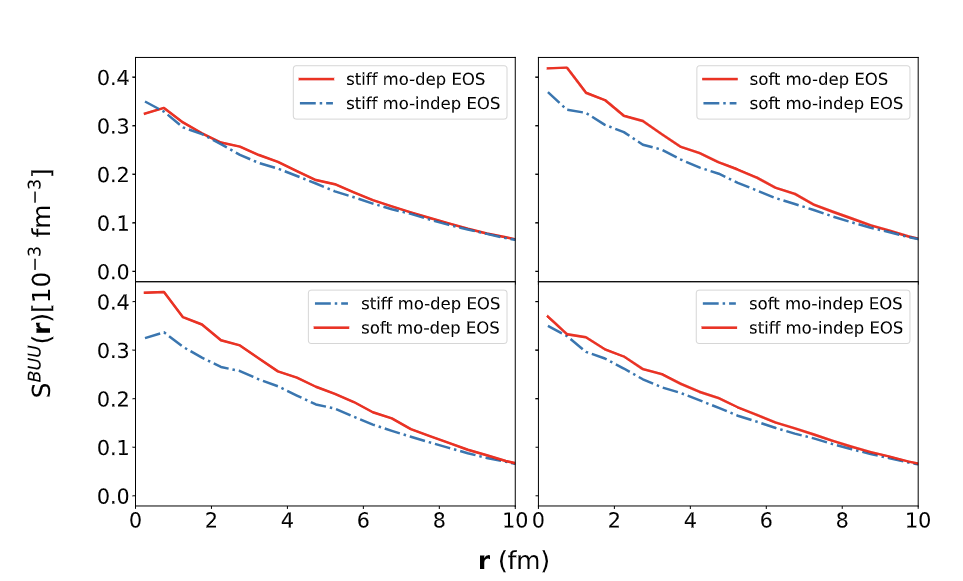 0.4
0.3
0.2
0.1
0.0
stiff mo-dep EOS
stiff mo-indep EOS
soft mo-dep EOS
soft mo-indep EOS
0.4
0.3
0.2
0.1
0.0
stiff mo-dep EOS
soft mo-dep EOS
soft mo-indep EOS
stiff mo-indep EOS
0 2 4 6 8 10
0 2 4 6 8 10
S^{BUU}(r)[10^{−3} fm^{−3}]
r (fm)